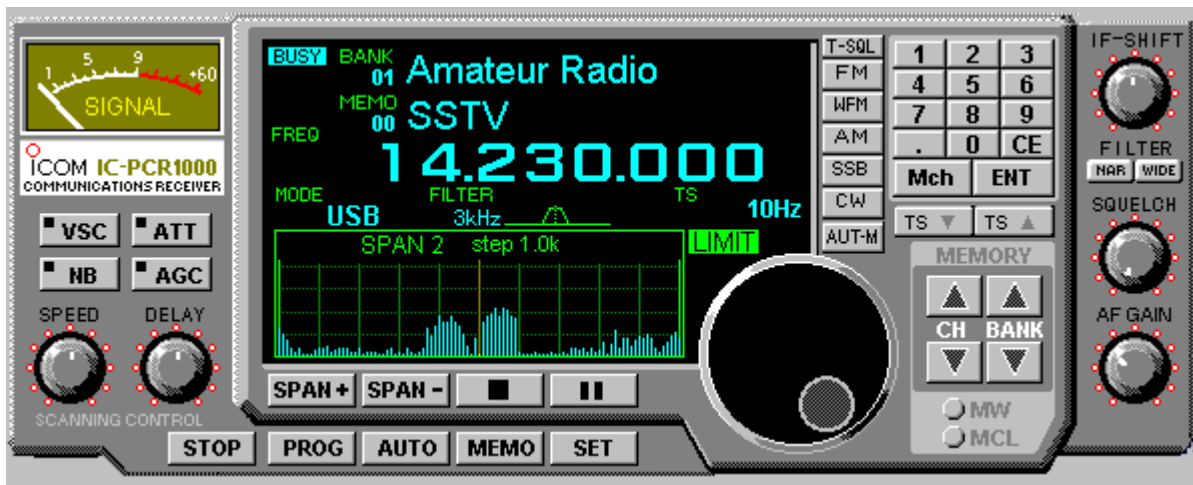 1 5 9 +60
SIGNAL
ICOM IC-PCR1000
COMMUNICATIONS RECEIVER
VSC ATT
NB AGC
SPEED DELAY
SCANNING CONTROL
BUSY BANK 01 Amateur Radio
MEMO 00 SSTV
FREQ
14.230.000
MODE FILTER TS
USB 3kHz 10Hz
SPAN 2 step 1.0k LIMIT
SPAN + SPAN -
STOP PROG AUTO MEMO SET
T-SQL
FM
WFM
AM
SSB
CW
AUT-M
1 2 3
4 5 6
7 8 9
. 0 CE
Mch ENT
TS TS
MEMORY
CH BANK
MW
MCL
IF-SHIFT
FILTER
NAR WIDE
SQUELCH
AF GAIN